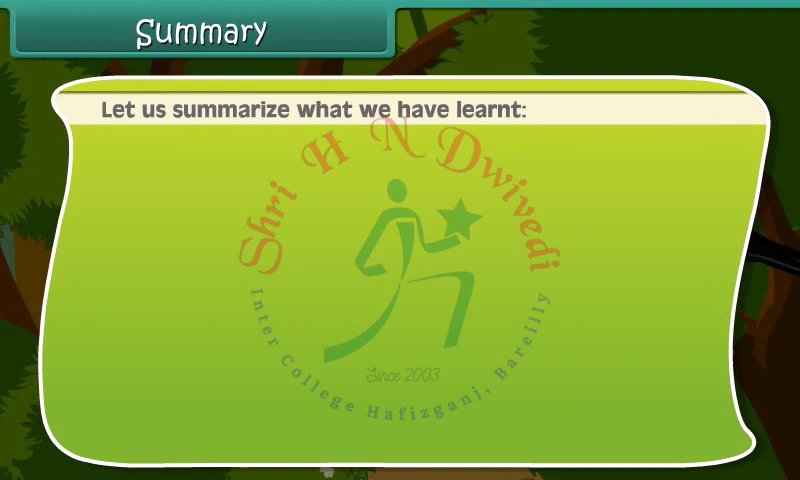 Summary
Let us summarize what we have learnt:
Shri H N Dwivedi
Since 2003
Inter College Hafizganj, Bareilly